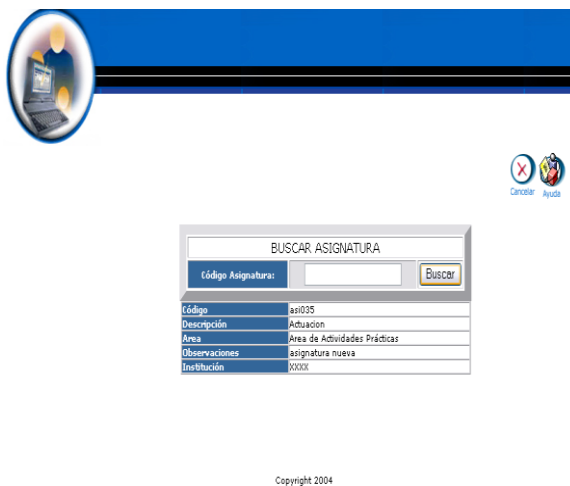 Cancelar Ayuda
BUSCAR ASIGNATURA
Código Asignatura: Buscar
Código asi035
Descripción Actuacion
Area Area de Actividades Prácticas
Observaciones asignatura nueva
Institución XXXX
Copyright 2004